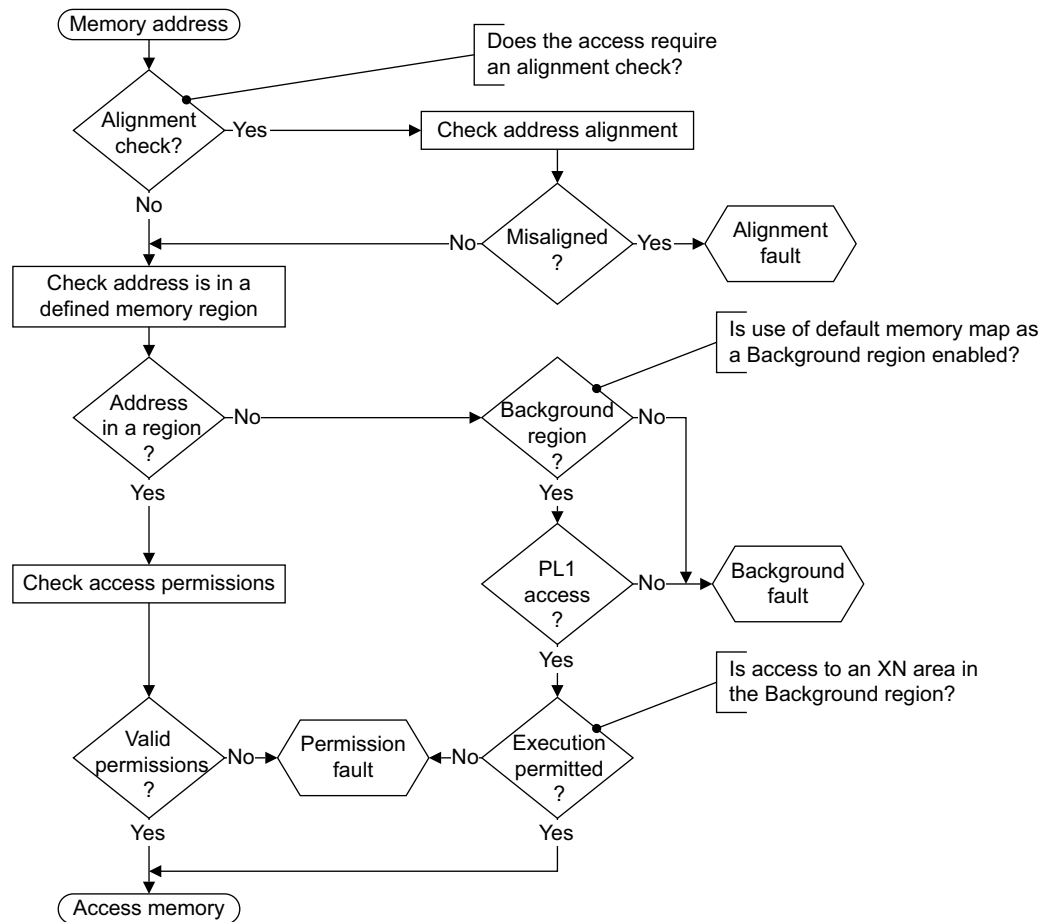 Memory address
Does the access require
an alignment check?
Alignment
check?
Yes
Check address alignment
No
Misaligned
?
No
Yes
Alignment
fault
Check address is in a
defined memory region
Is use of default memory map as
a Background region enabled?
Address
in a region
?
No
Background
region
?
No
Yes
Yes
Check access permissions
PL1
access
?
No
Background
fault
Yes
Is access to an XN area in
the Background region?
Valid
permissions
?
No
Permission
fault
No
Execution
permitted
?
Yes
Yes
Access memory